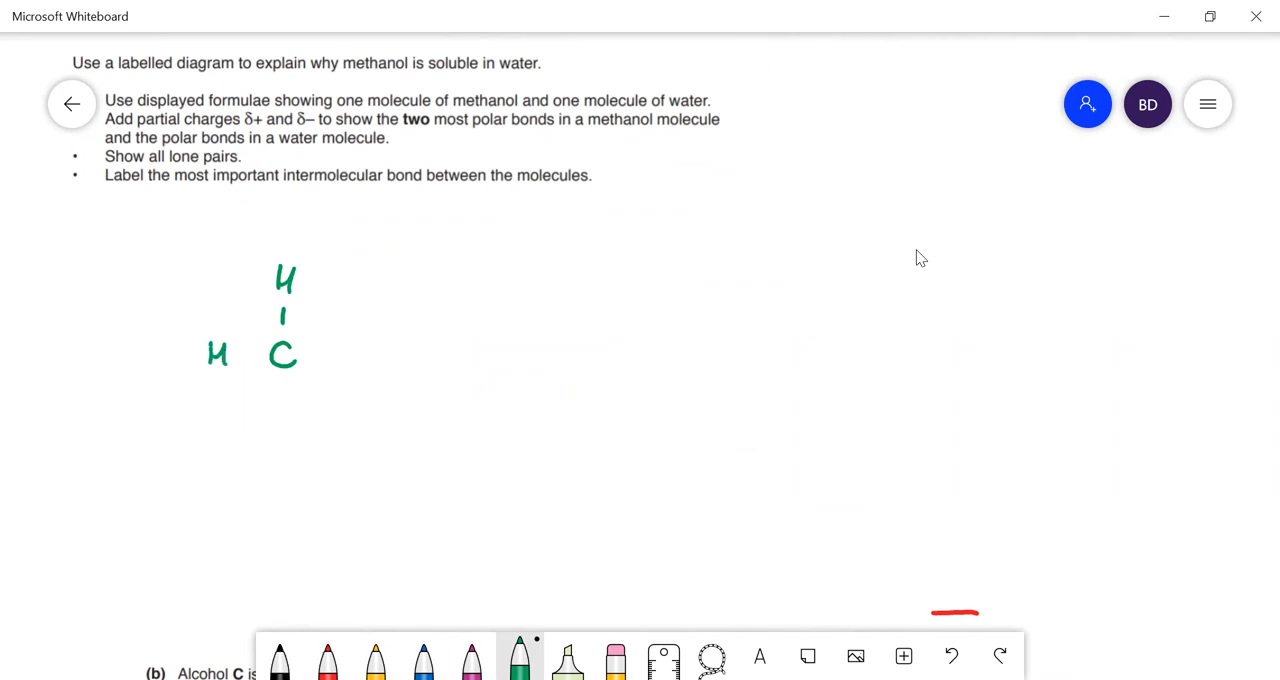 Microsoft Whiteboard
Use a labelled diagram to explain why methanol is soluble in water.
Use displayed formulae showing one molecule of methanol and one molecule of water.
Add partial charges δ+ and δ– to show the two most polar bonds in a methanol molecule
and the polar bonds in a water molecule.
• Show all lone pairs.
• Label the most important intermolecular bond between the molecules.
BD
H
H C
A
(b) Alcohol C is